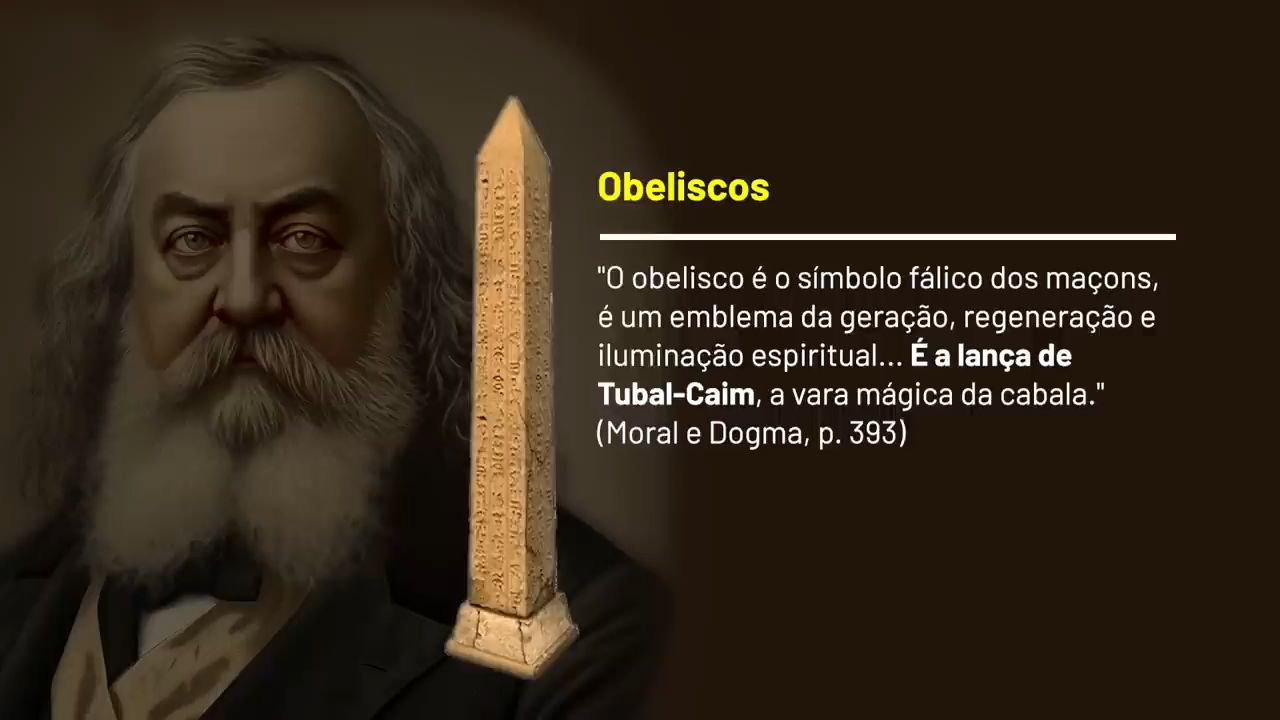 Obeliscos
"O obelisco é o símbolo fálico dos maçons,
é um emblema da geração, regeneração e
iluminação espiritual... É a lança de
Tubal-Caim, a vara mágica da cabala."
(Moral e Dogma, p. 393)